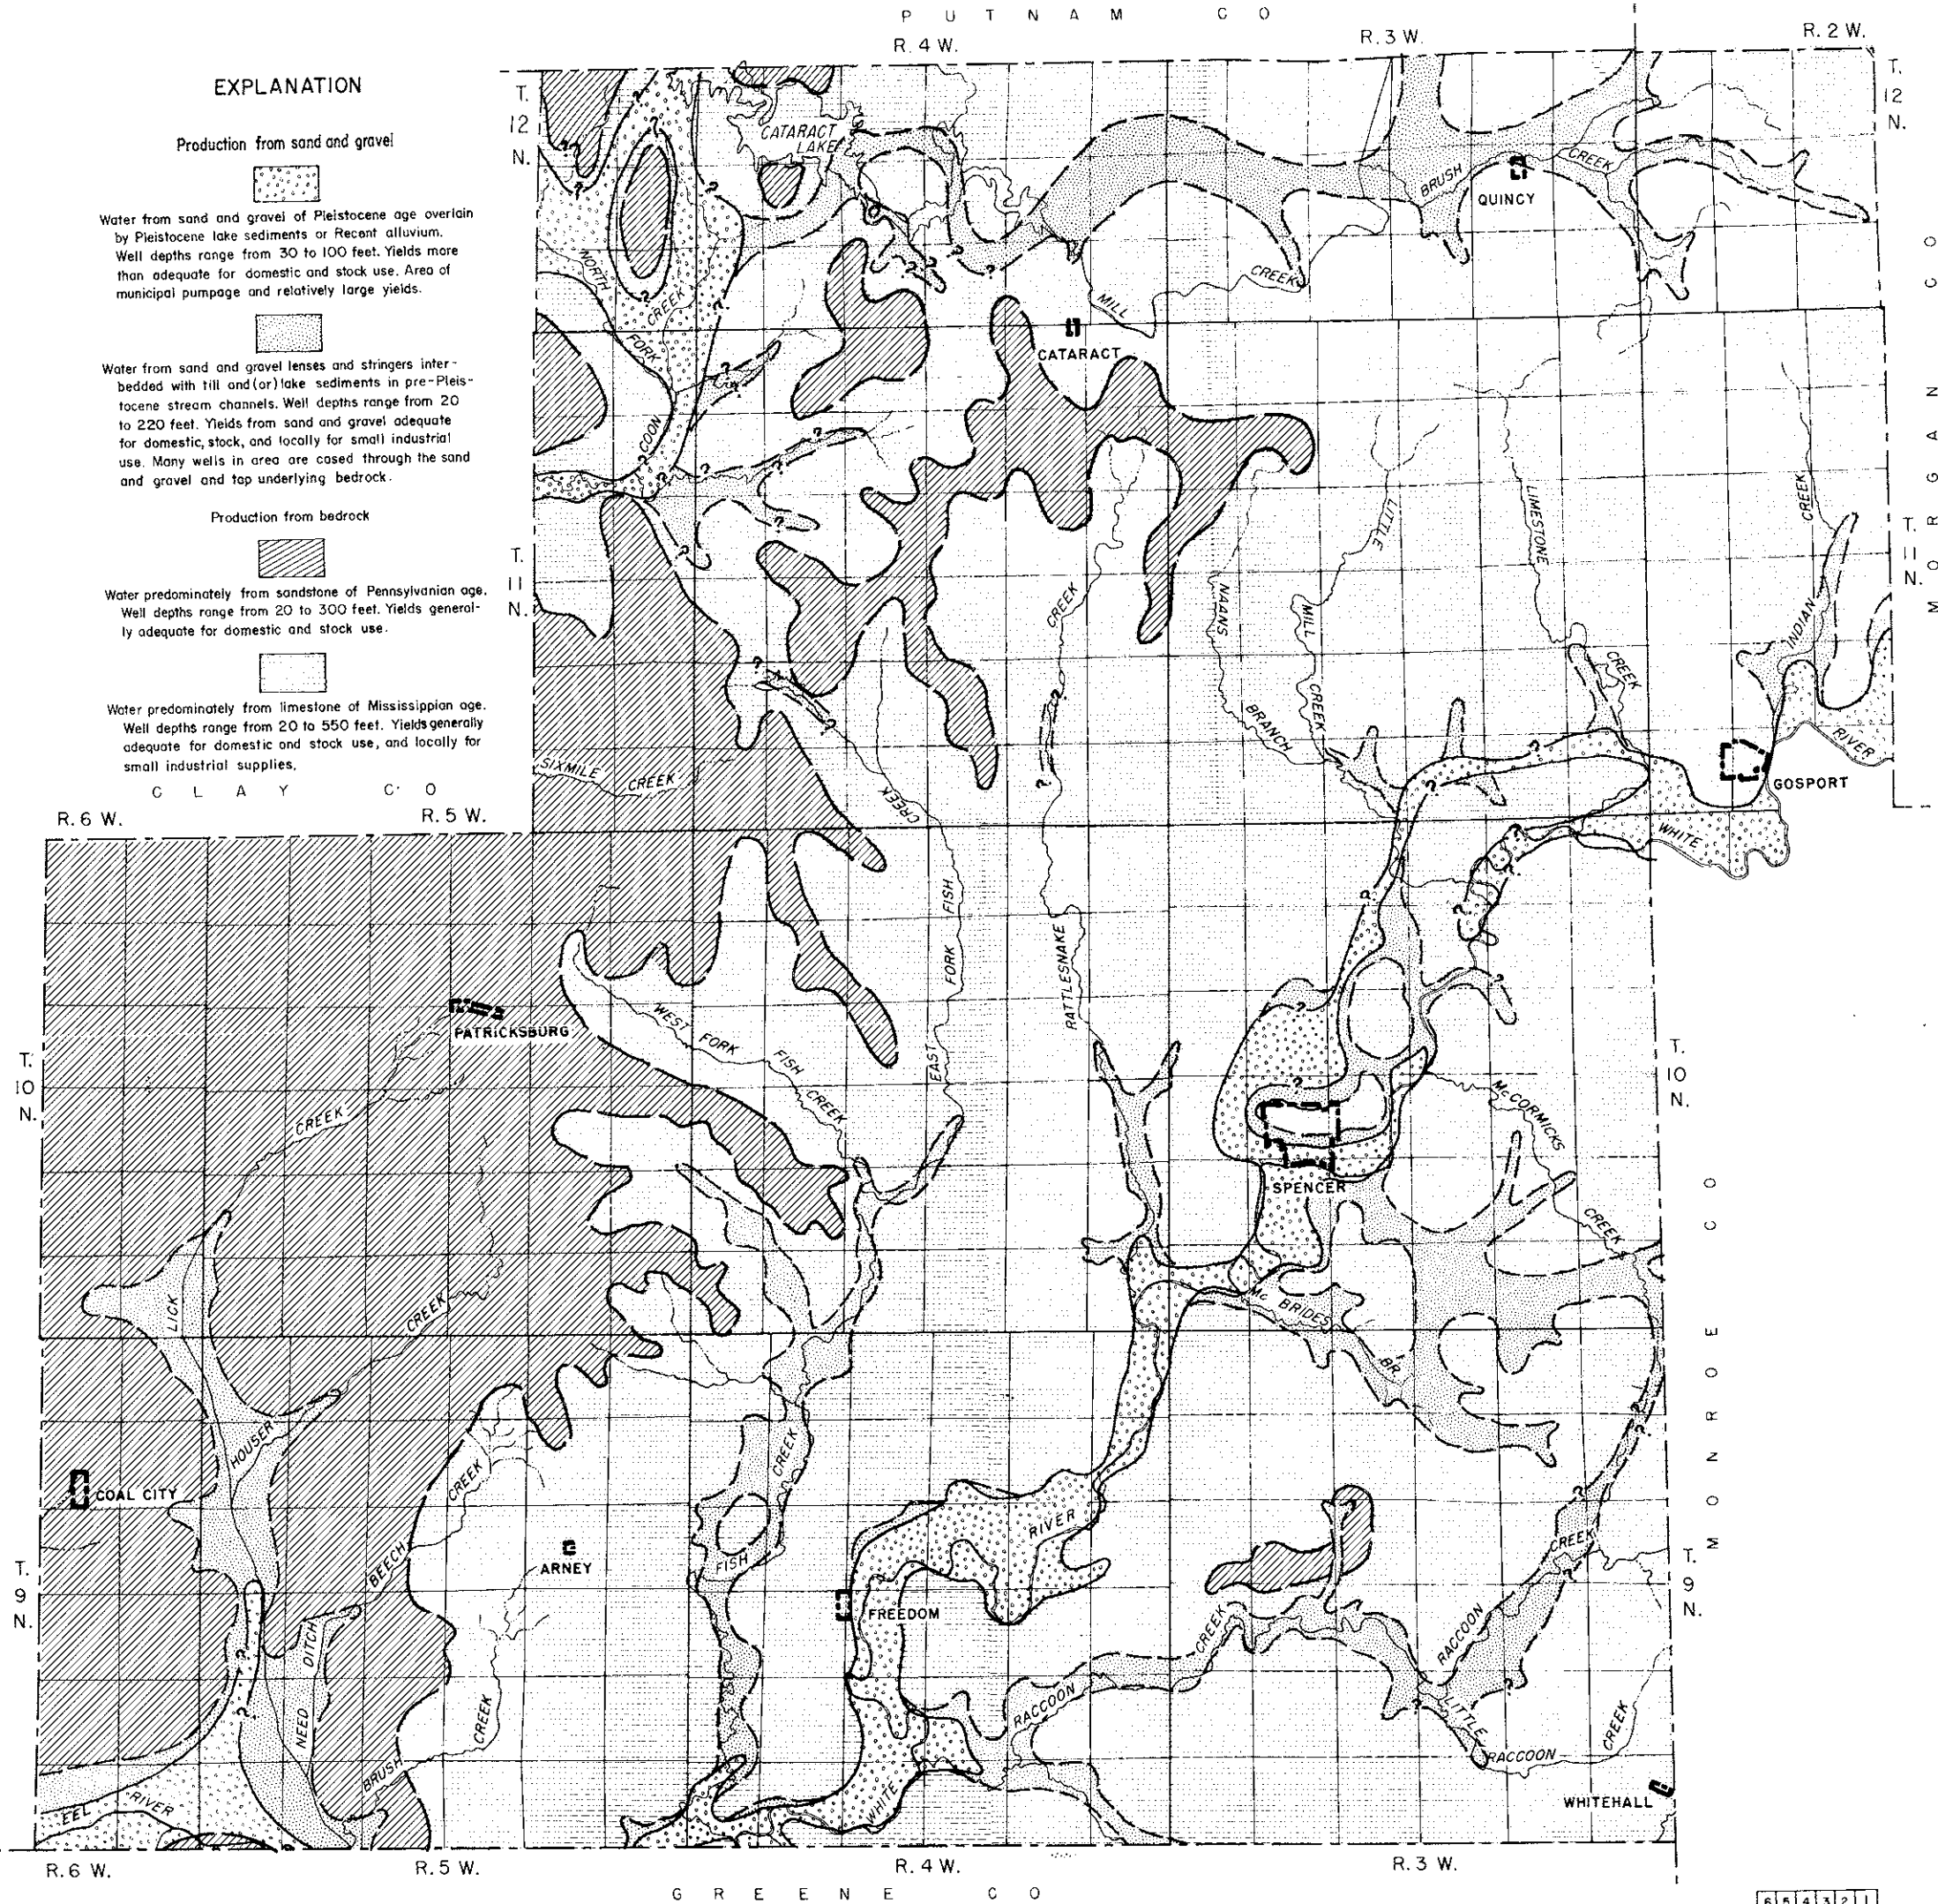 P U T N A M C O
R. 4 W.
R. 3 W.
R. 2 W.
EXPLANATION
Production from sand and gravel
Water from sand and gravel of Pleistocene age overlain
by Pleistocene lake sediments or Recent alluvium.
Well depths range from 30 to 100 feet. Yields more
than adequate for domestic and stock use. Area of
municipal pumpage and relatively large yields.
Water from sand and gravel lenses and stringers inter-
bedded with till and (or) lake sediments in pre-Pleis-
tocene stream channels. Well depths range from 20
to 220 feet. Yields from sand and gravel adequate
for domestic, stock, and locally for small industrial
use. Many wells in area are cased through the sand
and gravel and tap underlying bedrock.
Production from bedrock
Water predominately from sandstone of Pennsylvanian age.
Well depths range from 20 to 300 feet. Yields general-
ly adequate for domestic and stock use.
Water predominately from limestone of Mississippian age.
Well depths range from 20 to 550 feet. Yields generally
adequate for domestic and stock use, and locally for
small industrial supplies.
C L A Y C O
R. 6 W.
R. 5 W.
T.
12
N.
T.
12
N.
CATARACT
LAKE
BRUSH
CREEK
QUINCY
NORTH
FORK
CREEK
COON
MILL
CREEK
CATARACT
M O R G A N C O
T.
11
N.
T.
11
N.
CREEK
NAANS
BRANCH
LITTLE
MILL
CREEK
LIMESTONE
CREEK
CREEK
INDIAN
RIVER
GOSPORT
WHITE
SIXMILE
CREEK
CREEK
FISH
FORK
EAST
RATTLESNAKE
PATRICKSBURG
WEST
FORK
FISH
CREEK
T.
10
N.
T.
10
N.
CREEK
McCORMICKS
CREEK
SPENCER
LICK
CREEK
Mc BRIDES
BR.
M O N R O E C O
HOUSER
COAL CITY
CREEK
BEECH
ARNEY
CREEK
FISH
RIVER
FREEDOM
T.
9
N.
T.
9
N.
CREEK
RACCOON
CREEK
RACCOON
LITTLE
RACCOON
CREEK
DITCH
NEED
CREEK
BRUSH
EEL
RIVER
WHITE
WHITEHALL
R. 6 W.
R. 5 W.
R. 4 W.
R. 3 W.
G R E E N E C O
6 5 4 3 2 1